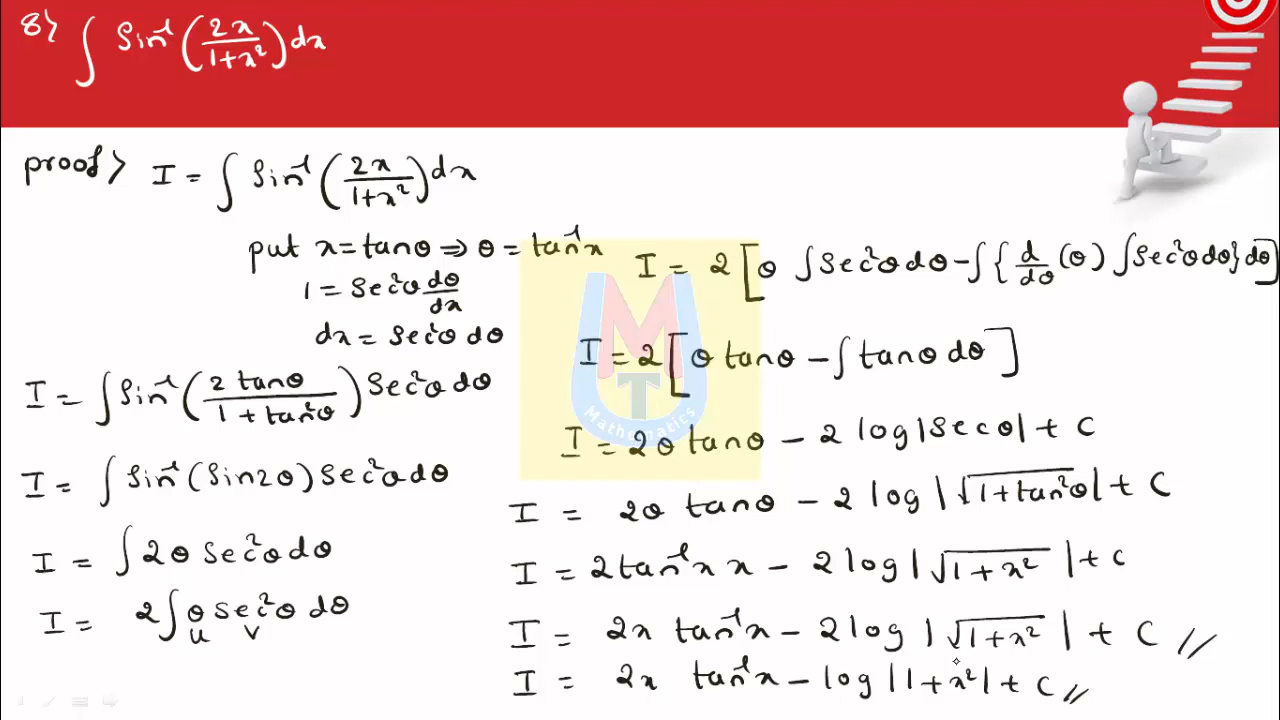 8> ∫ Sin⁻¹(2x/1+x²)dx
proof> I = ∫ Sin⁻¹(2x/1+x²)dx
put x=tanθ ⇒ θ = tan⁻¹x
1 = Sec²θ dθ/dx
dx = Sec²θ dθ
I = ∫Sin⁻¹(2 tanθ/1 + tan²θ) Sec²θ dθ
I = ∫ Sin⁻¹(Sin2θ) Sec²θ dθ
I = ∫ 2θ Sec²θ dθ
I = 2∫ θ Sec²θ dθ
u v
I = 2[θ ∫Sec²θ dθ - ∫{d/dθ (θ) ∫Sec²θ dθ} dθ]
I = 2[θ tanθ - ∫ tanθ dθ]
I = 2θ tanθ - 2 log|Secθ| + C
I = 2θ tanθ - 2 log|√1+tan²θ| + C
I = 2tan⁻¹x x - 2 log|√1+x²| + C
I = 2x tan⁻¹x - 2 log|√1+x²| + C //
I = 2x tan⁻¹x - log|1+x²| + C //
MUT
Mathematics